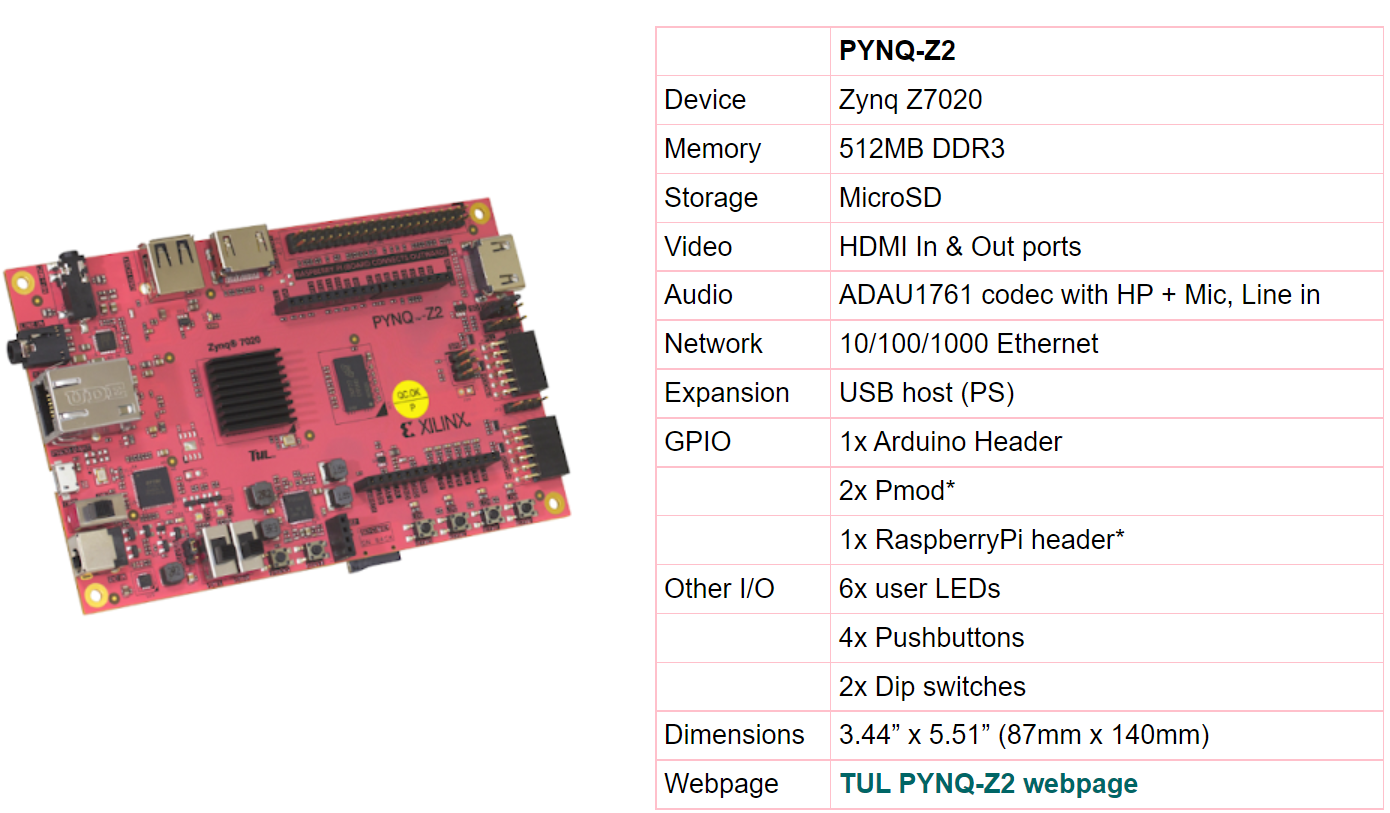 PYNQ-Z2
Device Zynq Z7020
Memory 512MB DDR3
Storage MicroSD
Video HDMI In & Out ports
Audio ADAU1761 codec with HP + Mic, Line in
Network 10/100/1000 Ethernet
Expansion USB host (PS)
GPIO 1x Arduino Header
2x Pmod*
1x RaspberryPi header*
Other I/O 6x user LEDs
4x Pushbuttons
2x Dip switches
Dimensions 3.44” x 5.51” (87mm x 140mm)
Webpage TUL PYNQ-Z2 webpage
PYNQ™-Z2
Zynq® 7020
QC.OK
P
XILINX
TUL